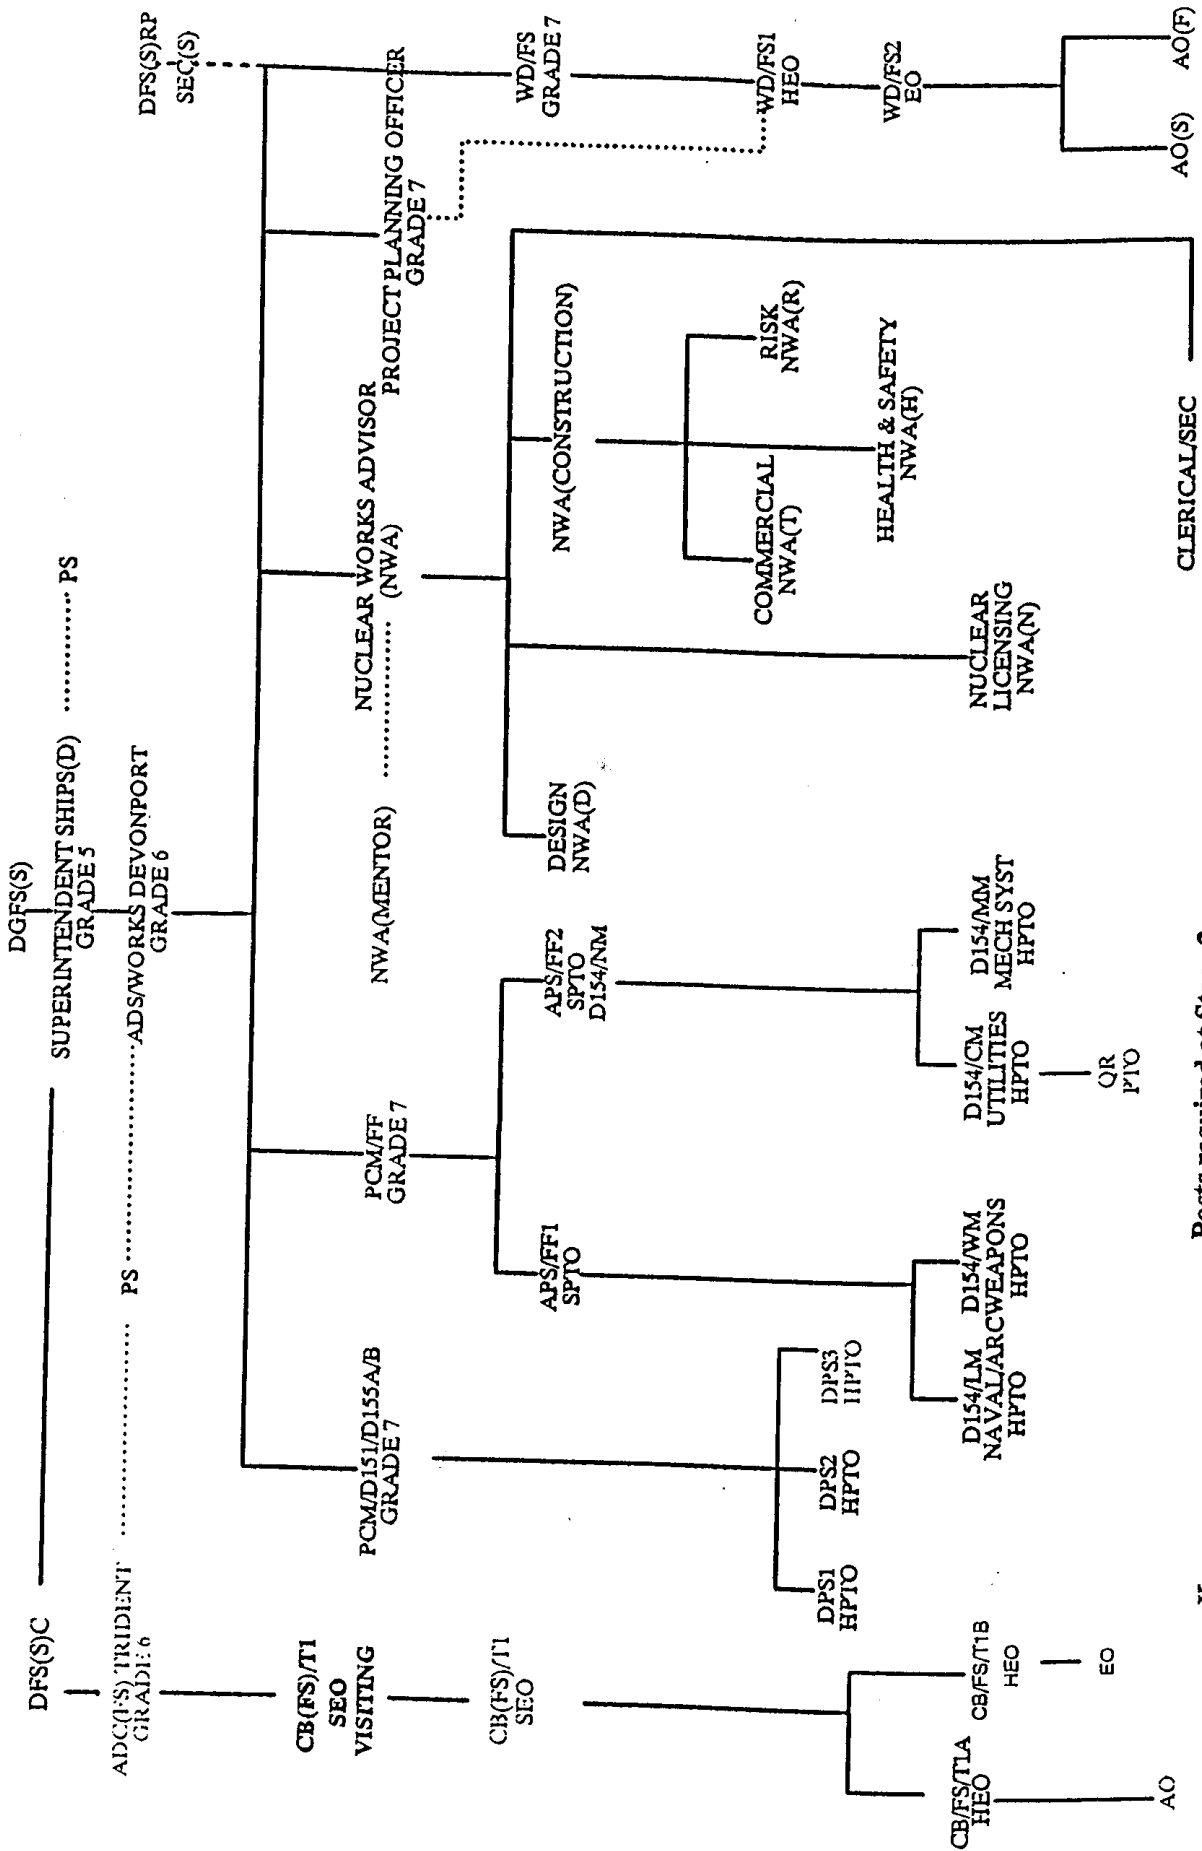 DGFS(S)
DFS(S)C
SUPERINTENDENT SHIPS(D) ............ PS
GRADE 5
DFS(S)RP
SEC(S)
ADC(FS) TRIDENT
GRADE 6
PS
ADS/WORKS DEVONPORT
GRADE 6
CB(FS)/T1
SEO
VISITING
CB(FS)/T1
SEO
CB/FS/T1A
HEO
AO
CB/FS/T1B
HEO
EO
PCM/D151/D155A/B
GRADE 7
DPS1
HPTO
DPS2
HPTO
DPS3
HPTO
PCM/FF
GRADE 7
APS/FF1
SPTO
D154/LM
NAVAL/ARC
HPTO
D154/WM
WEAPONS
HPTO
APS/FF2
SPTO
D154/NM
D154/CM
UTILITIES
HPTO
QR
PTO
D154/MM
MECH SYST
HPTO
NWA(MENTOR)
NUCLEAR WORKS ADVISOR
(NWA)
DESIGN
NWA(D)
NUCLEAR
LICENSING
NWA(N)
NWA(CONSTRUCTION)
COMMERCIAL
NWA(T)
HEALTH & SAFETY
NWA(H)
RISK
NWA(R)
CLERICAL/SEC
PROJECT PLANNING OFFICER
GRADE 7
WD/FS
GRADE 7
WD/FS1
HEO
WD/FS2
EO
AO(S)
AO(F)
Posts required at